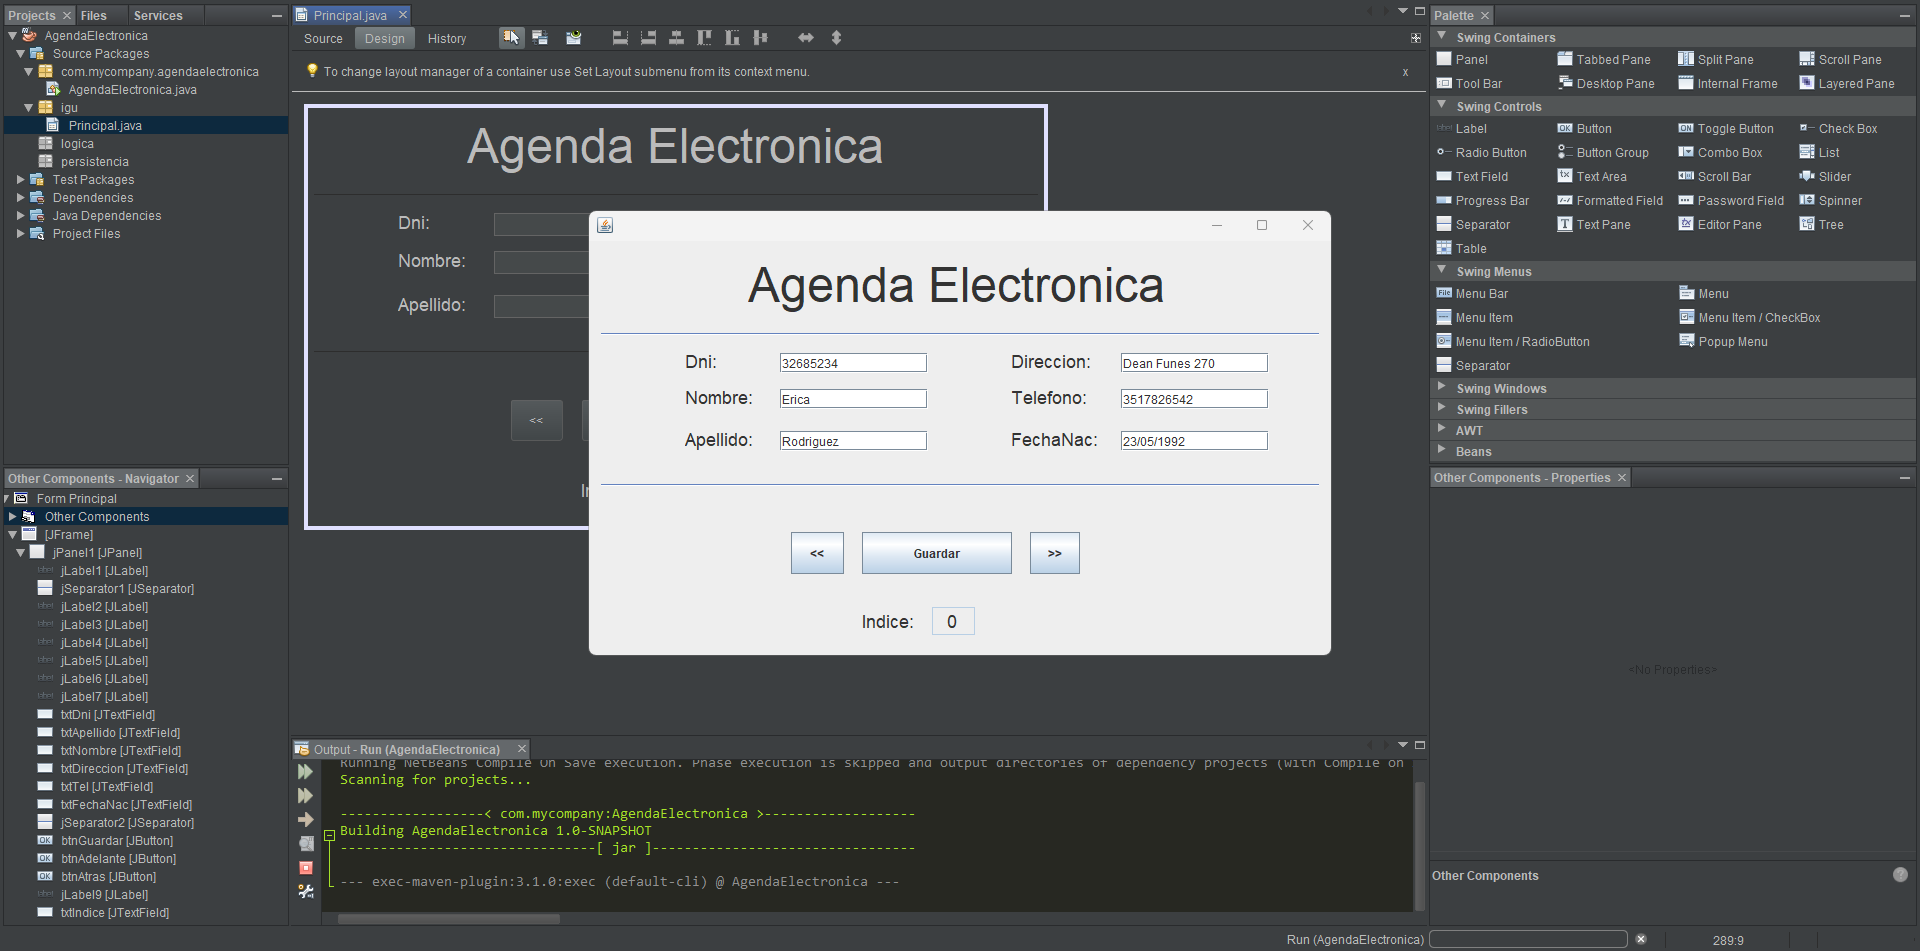 Projects
Files
Services
AgendaElectronica
Source Packages
com.mycompany.agendaelectronica
AgendaElectronica.java
igu
Principal.java
logica
persistencia
Test Packages
Dependencies
Java Dependencies
Project Files
Other Components - Navigator
Form Principal
Other Components
[JFrame]
jPanel1 [JPanel]
jLabel1 [JLabel]
jSeparator1 [JSeparator]
jLabel2 [JLabel]
jLabel3 [JLabel]
jLabel4 [JLabel]
jLabel5 [JLabel]
jLabel6 [JLabel]
jLabel7 [JLabel]
txtDni [JTextField]
txtApellido [JTextField]
txtNombre [JTextField]
txtDireccion [JTextField]
txtTel [JTextField]
txtFechaNac [JTextField]
jSeparator2 [JSeparator]
btnGuardar [JButton]
btnAdelante [JButton]
btnAtras [JButton]
jLabel9 [JLabel]
txtIndice [JTextField]
Principal.java
Source Design History
To change layout manager of a container use Set Layout submenu from its context menu. x
Agenda Electronica
Dni:
Nombre:
Apellido:
<<
Agenda Electronica
Dni: 32685234 Direccion: Dean Funes 270
Nombre: Erica Telefono: 3517826542
Apellido: Rodriguez FechaNac: 23/05/1992
<< Guardar >>
Indice: 0
Output - Run (AgendaElectronica)
Running NetBeans Compile On Save execution. Phase execution is skipped and output directories of dependency projects (with Compile on
Scanning for projects...
------------------< com.mycompany:AgendaElectronica >-------------------
Building AgendaElectronica 1.0-SNAPSHOT
--------------------------------[ jar ]---------------------------------
--- exec-maven-plugin:3.1.0:exec (default-cli) @ AgendaElectronica ---
Palette
Swing Containers
Panel Tabbed Pane Split Pane Scroll Pane
Tool Bar Desktop Pane Internal Frame Layered Pane
Swing Controls
Label Button Toggle Button Check Box
Radio Button Button Group Combo Box List
Text Field Text Area Scroll Bar Slider
Progress Bar Formatted Field Password Field Spinner
Separator Text Pane Editor Pane Tree
Table
Swing Menus
Menu Bar Menu
Menu Item Menu Item / CheckBox
Menu Item / RadioButton Popup Menu
Separator
Swing Windows
Swing Fillers
AWT
Beans
Other Components - Properties
<No Properties>
Other Components
Run (AgendaElectronica) 289:9